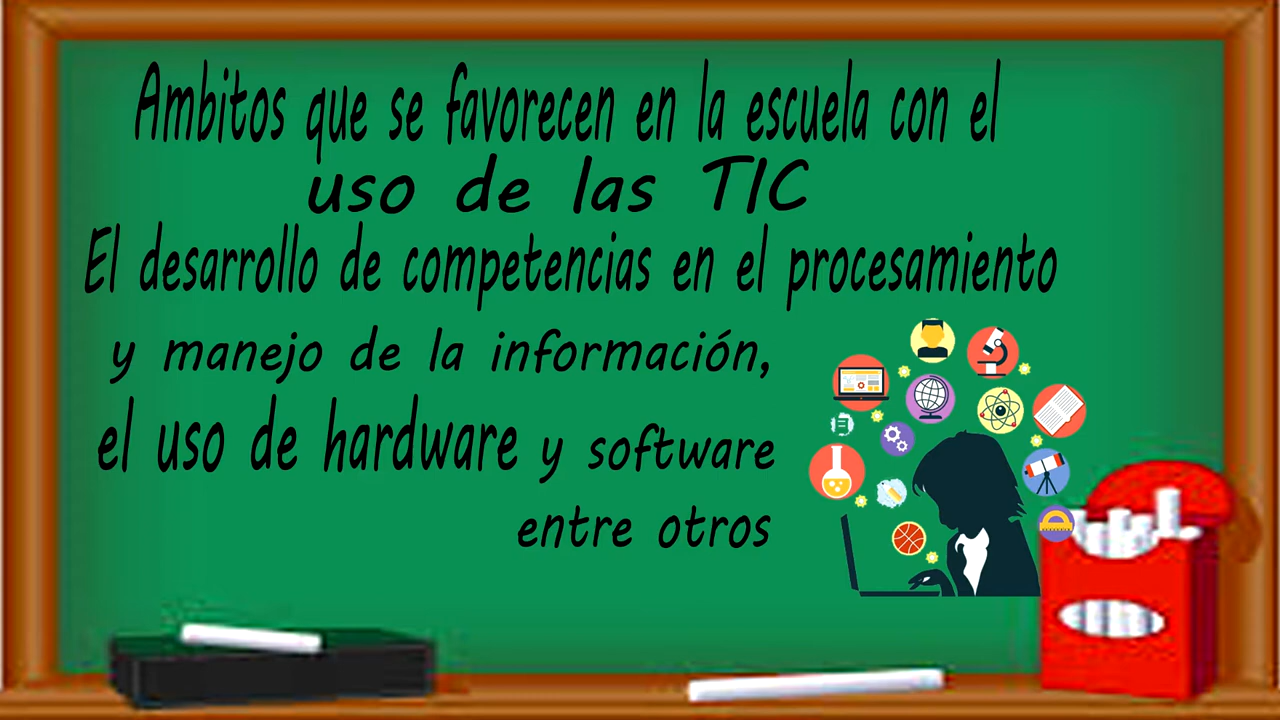 Ambitos que se favorecen en la escuela con el
uso de las TIC
El desarrollo de competencias en el procesamiento
y manejo de la información,
el uso de hardware y software
entre otros